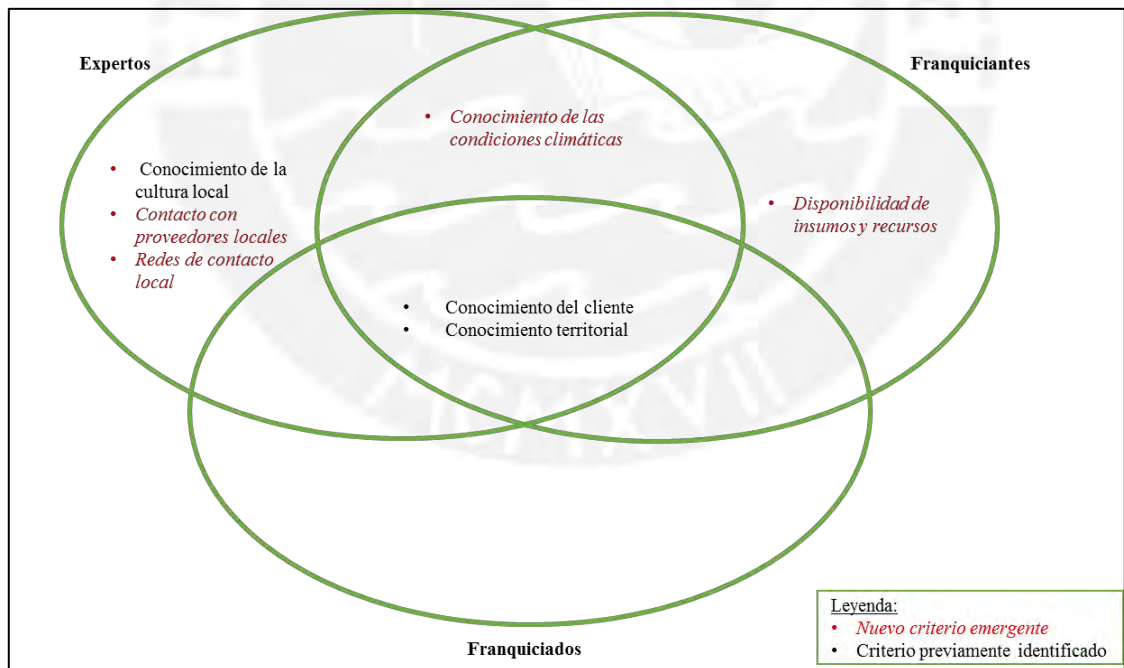 Expertos
Franquiciantes
• Conocimiento de las
condiciones climáticas
• Conocimiento de la
cultura local
• Contacto con
proveedores locales
• Redes de contacto
local
• Disponibilidad de
insumos y recursos
• Conocimiento del cliente
• Conocimiento territorial
MCMXVII
Franquiciados
Leyenda:
• Nuevo criterio emergente
• Criterio previamente identificado